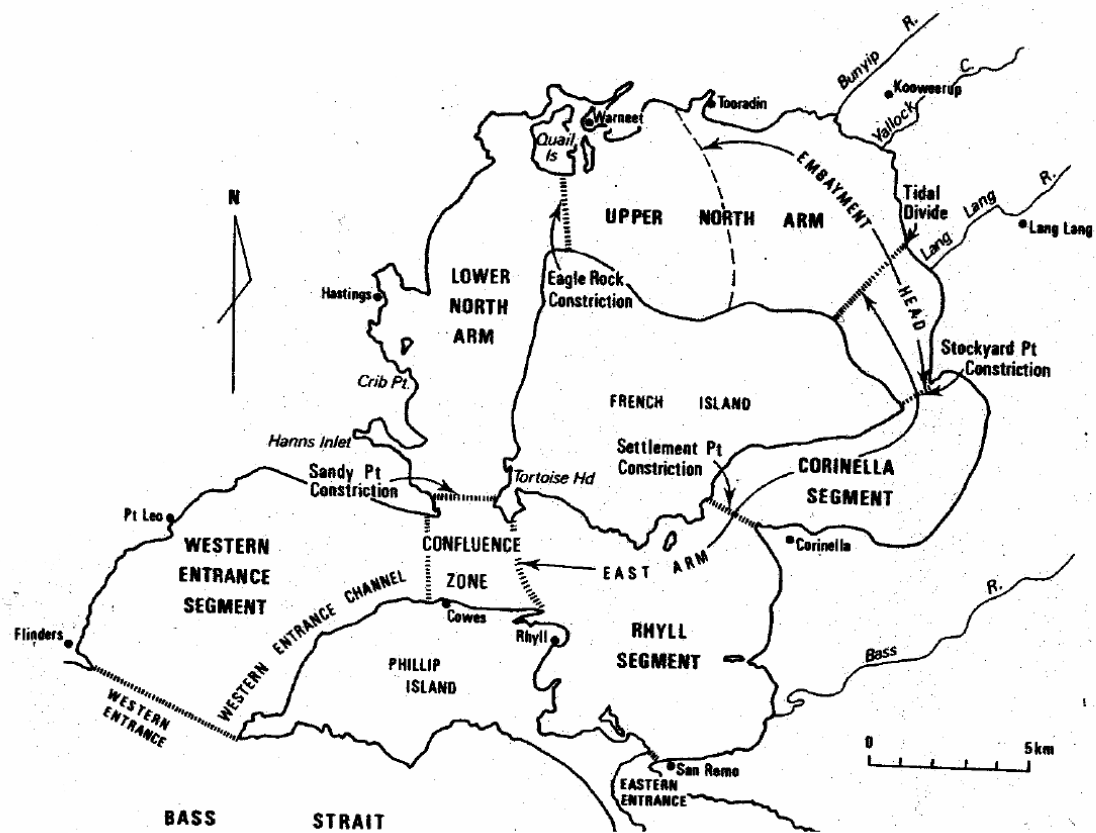 Bunyip R.
Kooweerup
C.
Yallock
Tooradin
Warneet
Quail
Is
N
EMBAYMENT
HEAD
Tidal
Divide
Lang Lang R.
Lang Lang
UPPER NORTH ARM
LOWER
NORTH
ARM
Eagle Rock
Constriction
Hastings
Stockyard Pt
Constriction
Crib Pt.
FRENCH ISLAND
Hanns Inlet
Settlement Pt
Constriction
CORINELLA
SEGMENT
Sandy Pt
Constriction
Tortoise Hd
Pt Leo
WESTERN
ENTRANCE
SEGMENT
CONFLUENCE
ZONE
EAST ARM
Corinella
WESTERN ENTRANCE CHANNEL
Cowes
R.
Flinders
Rhyll
RHYLL
SEGMENT
Bass
PHILLIP
ISLAND
WESTERN
ENTRANCE
0 5km
San Remo
EASTERN
ENTRANCE
BASS STRAIT